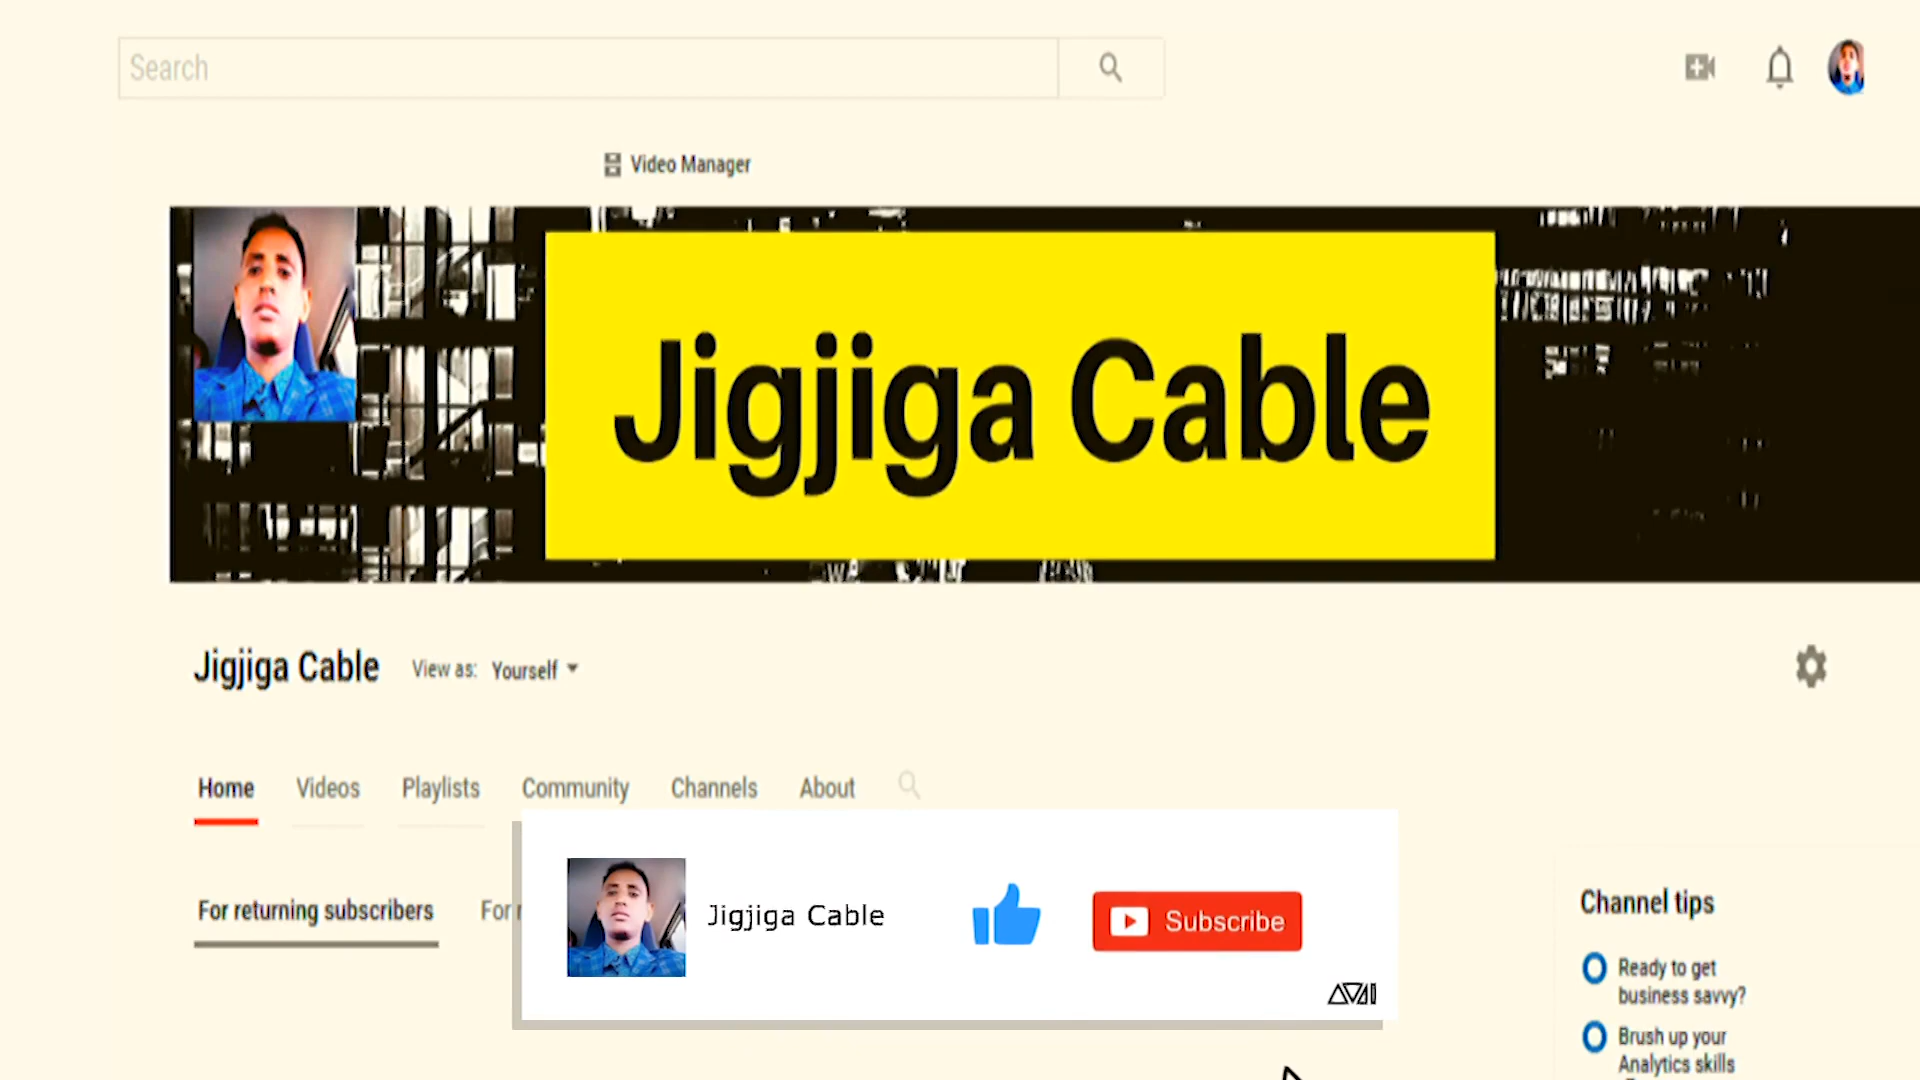 Search
Video Manager
Jigjiga Cable
Jigjiga Cable
View as: Yourself
Home Videos Playlists Community Channels About
For returning subscribers For
Jigjiga Cable
Subscribe
Channel tips
Ready to get
business savvy?
Brush up your
Analytics skills